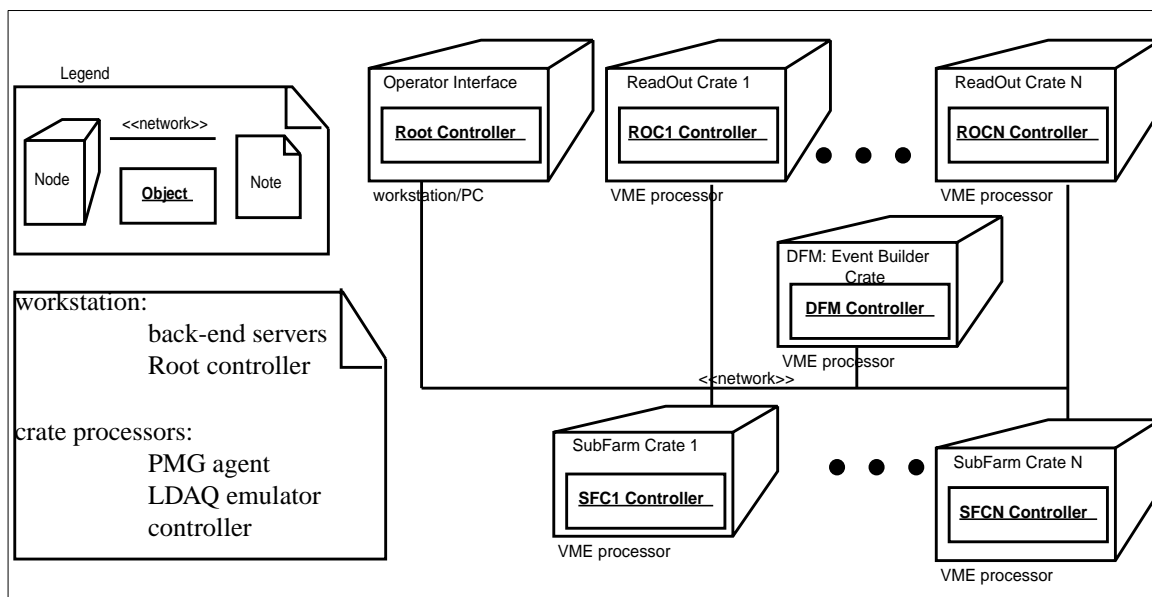 Legend
<<network>>
Node
Object
Note
workstation:
back-end servers
Root controller
crate processors:
PMG agent
LDAQ emulator
controller
Operator Interface
Root Controller
workstation/PC
ReadOut Crate 1
ROC1 Controller
VME processor
ReadOut Crate N
ROCN Controller
VME processor
DFM: Event Builder
Crate
DFM Controller
VME processor
<<network>>
SubFarm Crate 1
SFC1 Controller
VME processor
SubFarm Crate N
SFCN Controller
VME processor